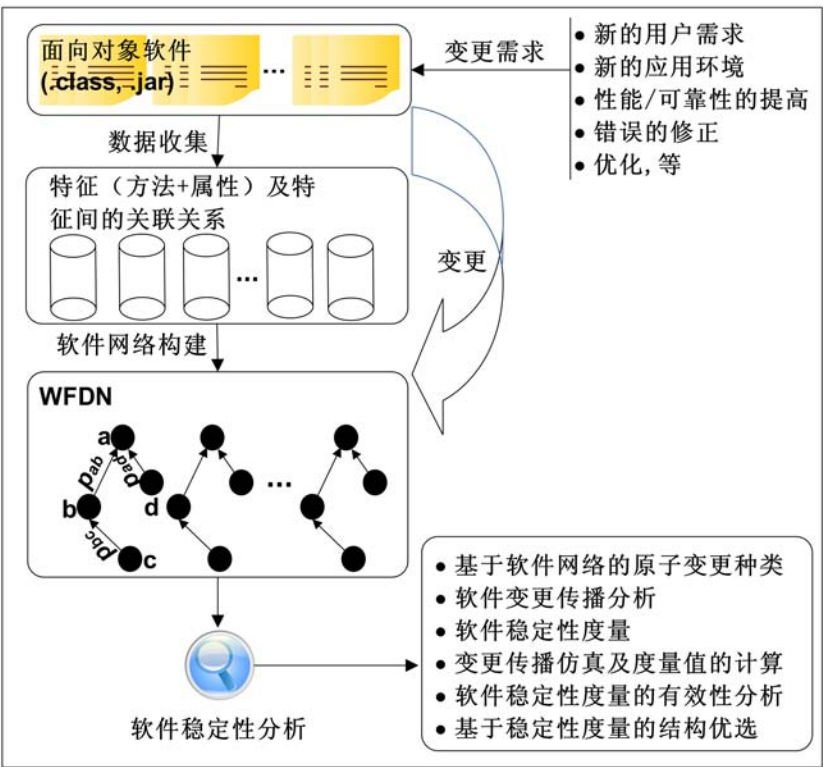 面向对象软件
(.class, .jar)
...
变更需求
• 新的用户需求
• 新的应用环境
• 性能/可靠性的提高
• 错误的修正
• 优化,等
数据收集
特征（方法+属性）及特
征间的关联关系
...
变更
软件网络构建
WFDN
a
pab
pad
b
d
...
pbc
c
• 基于软件网络的原子变更种类
• 软件变更传播分析
• 软件稳定性度量
• 变更传播仿真及度量值的计算
• 软件稳定性度量的有效性分析
• 基于稳定性度量的结构优选
软件稳定性分析